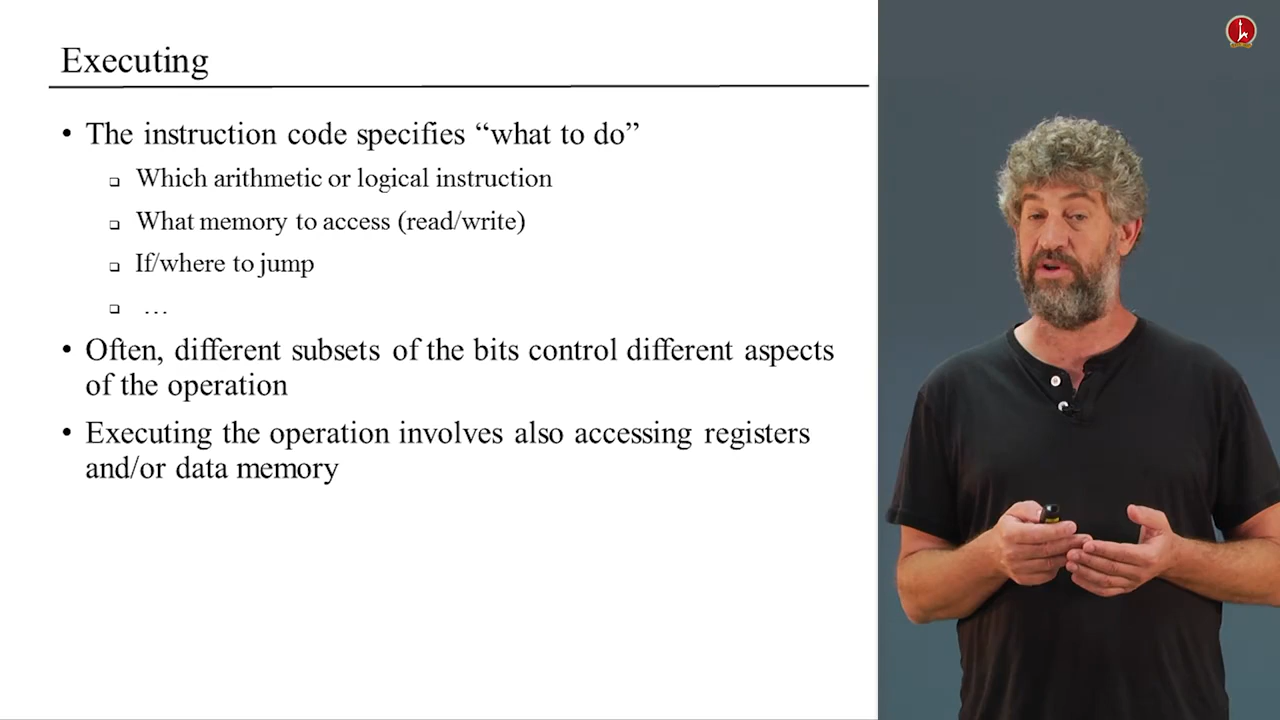 Executing
• The instruction code specifies “what to do”
❑ Which arithmetic or logical instruction
❑ What memory to access (read/write)
❑ If/where to jump
❑ …
• Often, different subsets of the bits control different aspects
of the operation
• Executing the operation involves also accessing registers
and/or data memory